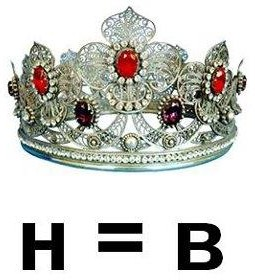 H = B